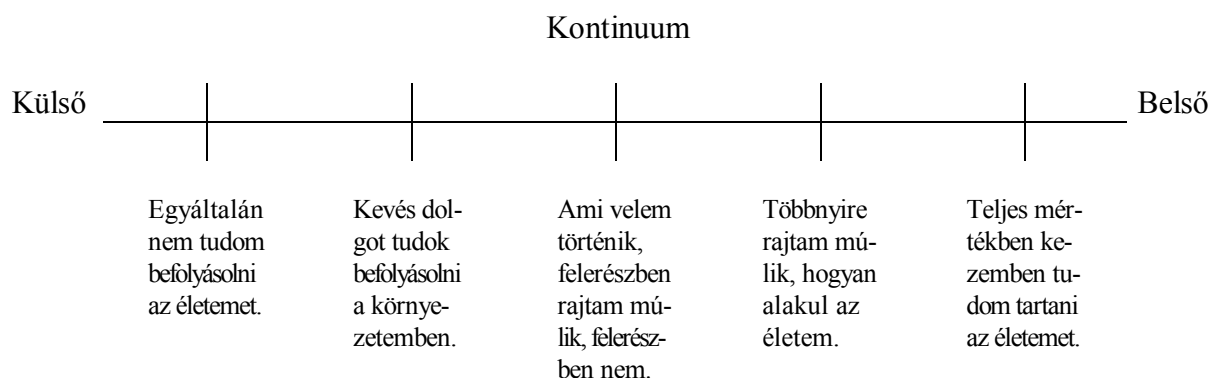 Kontinuum
Külső
Belső
Egyáltalán
nem tudom
befolyásolni
az életemet.
Kevés dol-
got tudok
befolyásolni
a környe-
zetemben.
Ami velem
történik,
felerészben
rajtam mú-
lik, felerész-
ben nem.
Többnyire
rajtam mú-
lik, hogyan
alakul az
életem.
Teljes mér-
tékben ke-
zemben tu-
dom tartani
az életemet.